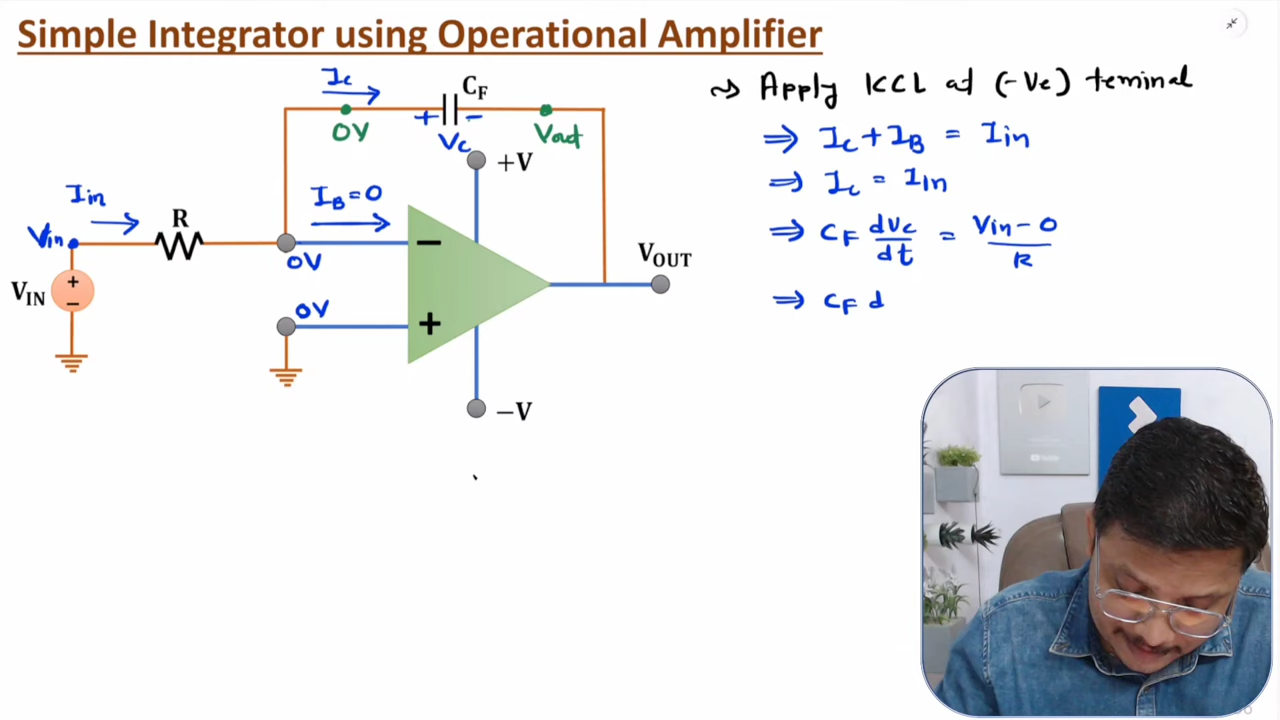 Simple Integrator using Operational Amplifier
Ic
CF
+ −
0V
Vc
Vout
+V
Iin
R
IB = 0
Vin
−
0V
VOUT
VIN
+
−
0V
+
−V
⇝ Apply KCL at (-Ve) teminal
⇒ Ic + IB = Iin
⇒ Ic = Iin
⇒ CF dVc/dt = Vin − 0/R
⇒ CF d